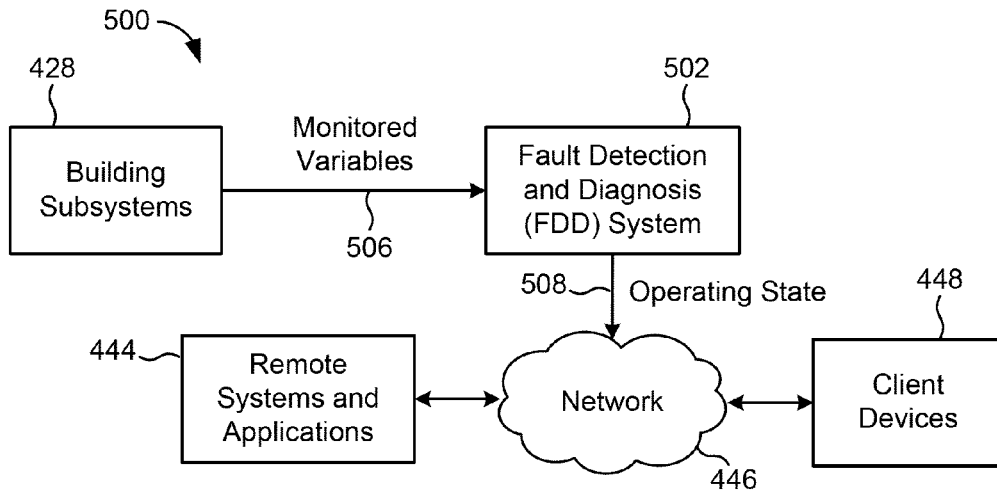 500
428
Building
Subsystems
Monitored
Variables
506
502
Fault Detection
and Diagnosis
(FDD) System
508
Operating State
444
Remote
Systems and
Applications
Network
446
448
Client
Devices